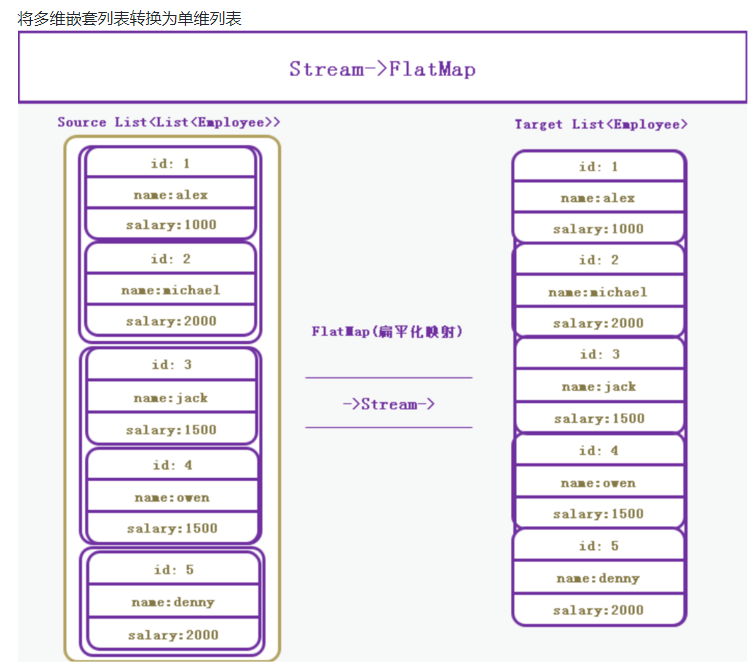 将多维嵌套列表转换为单维列表
Stream->FlatMap
Source List<List<Employee>>
id: 1
name:alex
salary:1000
id: 2
name:michael
salary:2000
id: 3
name:jack
salary:1500
id: 4
name:owen
salary:1500
id: 5
name:denny
salary:2000
FlatMap(扁平化映射)
->Stream->
Target List<Employee>
id: 1
name:alex
salary:1000
id: 2
name:michael
salary:2000
id: 3
name:jack
salary:1500
id: 4
name:owen
salary:1500
id: 5
name:denny
salary:2000